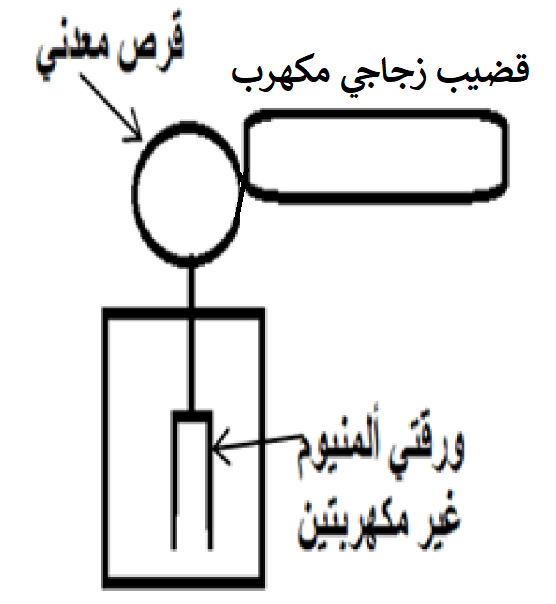 قرص معدني
قضيب زجاجي مكهرب
ورقتي ألمنيوم
غير مكهربتين